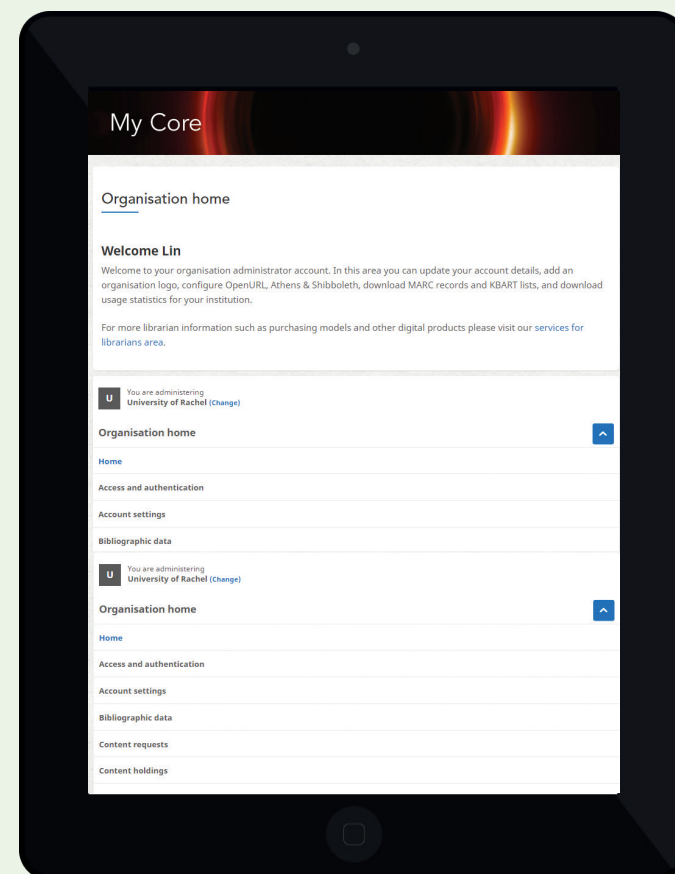 My Core
Organisation home
Welcome Lin
Welcome to your organisation administrator account. In this area you can update your account details, add an
organisation logo, configure OpenURL, Athens & Shibboleth, download MARC records and KBART lists, and download
usage statistics for your institution.
For more librarian information such as purchasing models and other digital products please visit our services for
librarians area.
U
You are administering
University of Rachel (Change)
Organisation home
Home
Access and authentication
Account settings
Bibliographic data
U
You are administering
University of Rachel (Change)
Organisation home
Home
Access and authentication
Account settings
Bibliographic data
Content requests
Content holdings